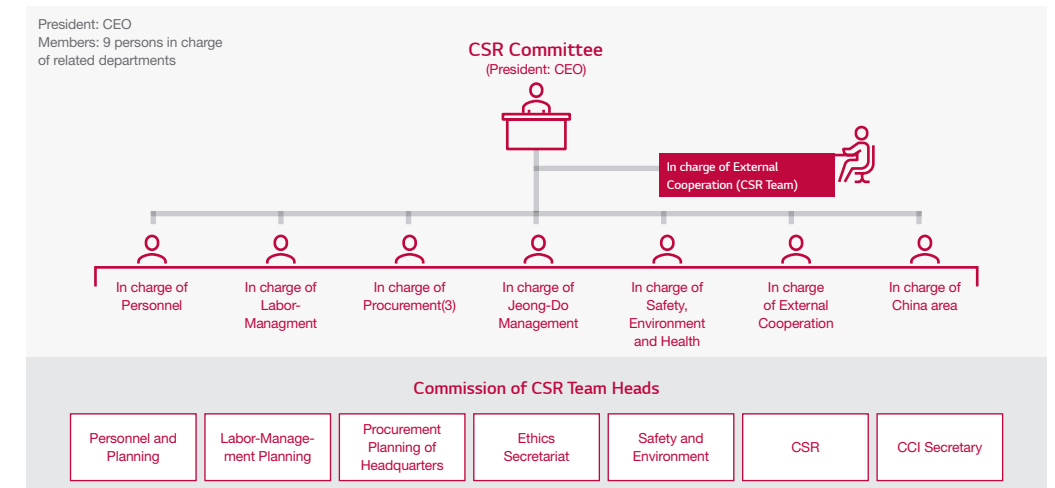 President: CEO
Members: 9 persons in charge
of related departments
CSR Committee
(President: CEO)
In charge of External
Cooperation (CSR Team)
In charge of
Personnel
In charge of
Labor-
Managment
In charge of
Procurement(3)
In charge of
Jeong-Do
Management
In charge of
Safety,
Environment
and Health
In charge
of External
Cooperation
In charge of
China area
Commission of CSR Team Heads
Personnel and
Planning
Labor-Manage-
ment Planning
Procurement
Planning of
Headquarters
Ethics
Secretariat
Safety and
Environment
CSR
CCI Secretary